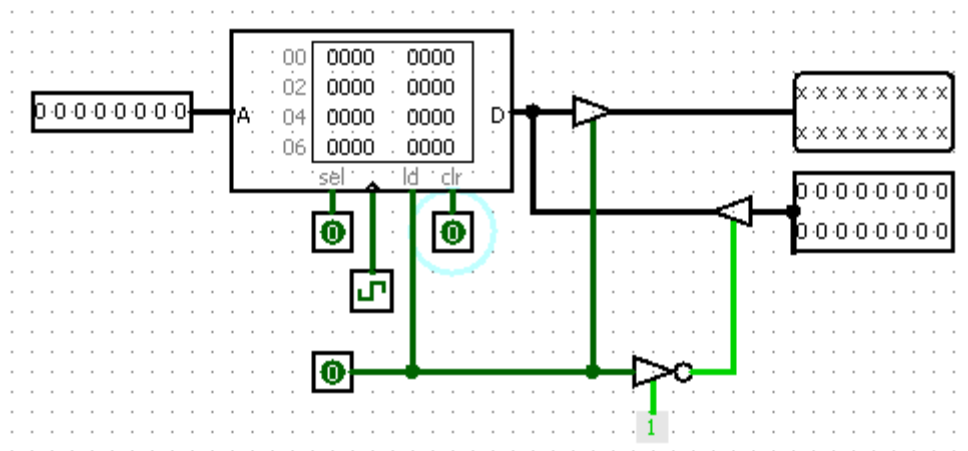 00 0000 0000
02 0000 0000
04 0000 0000
06 0000 0000
0 0 0 0 0 0 0 0
A
D
sel ld clr
x x x x x x x x
x x x x x x x x
0 0 0 0 0 0 0 0
0 0 0 0 0 0 0 0
0
0
0
1